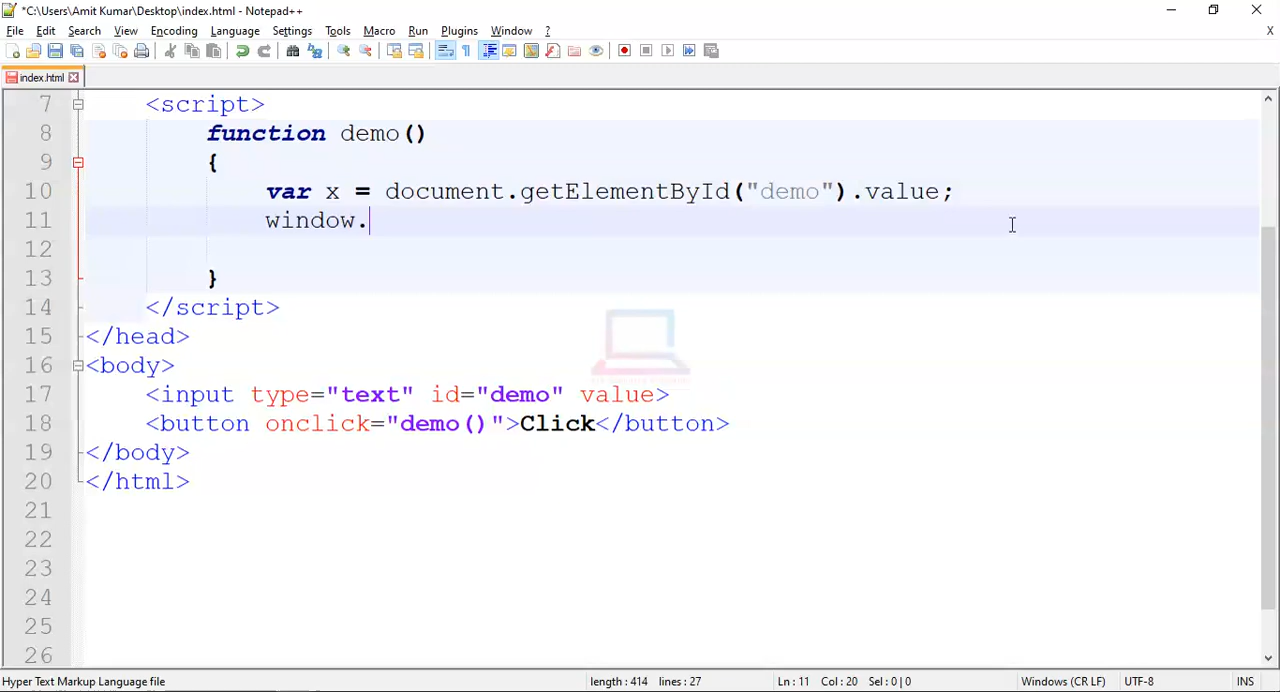 *C:\Users\Amit Kumar\Desktop\index.html - Notepad++
File Edit Search View Encoding Language Settings Tools Macro Run Plugins Window ? X
index.html
7 <script>
8 function demo()
9 {
10 var x = document.getElementById("demo").value;
11 window.
12
13 }
14 </script>
15 </head>
16 <body>
17 <input type="text" id="demo" value>
18 <button onclick="demo()">Click</button>
19 </body>
20 </html>
21
22
23
24
25
26
Hyper Text Markup Language file length : 414 lines : 27 Ln : 11 Col : 20 Sel : 0 | 0 Windows (CR LF) UTF-8 INS